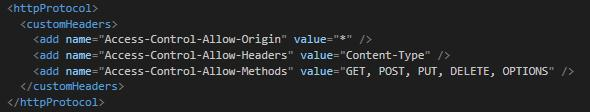 <httpProtocol>
<customHeaders>
<add name="Access-Control-Allow-Origin" value="*" />
<add name="Access-Control-Allow-Headers" value="Content-Type" />
<add name="Access-Control-Allow-Methods" value="GET, POST, PUT, DELETE, OPTIONS" />
</customHeaders>
</httpProtocol>